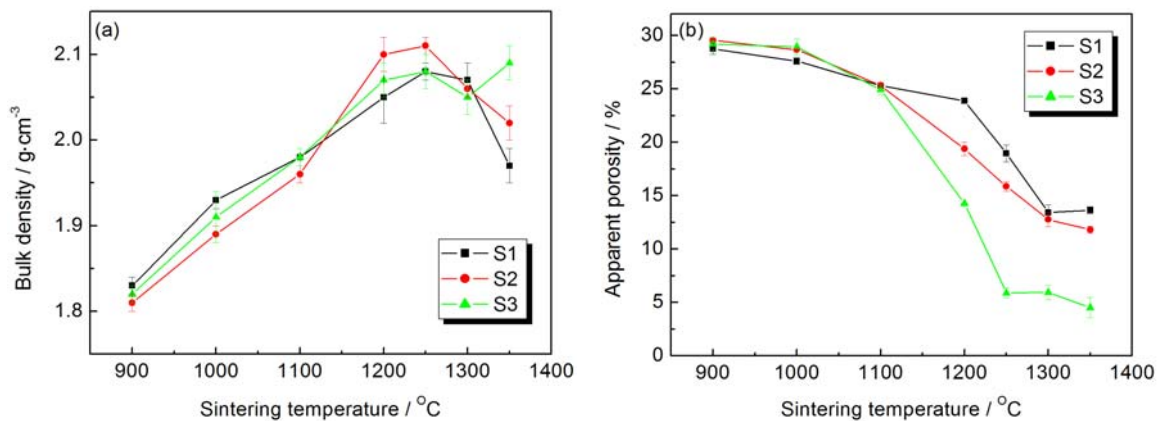 (a)
2.1
2.0
1.9
1.8
Bulk density / g·cm⁻³
S1
S2
S3
900 1000 1100 1200 1300 1400
Sintering temperature / °C
(b)
35
30
25
20
15
10
5
0
Apparent porosity / %
S1
S2
S3
900 1000 1100 1200 1300 1400
Sintering temperature / °C